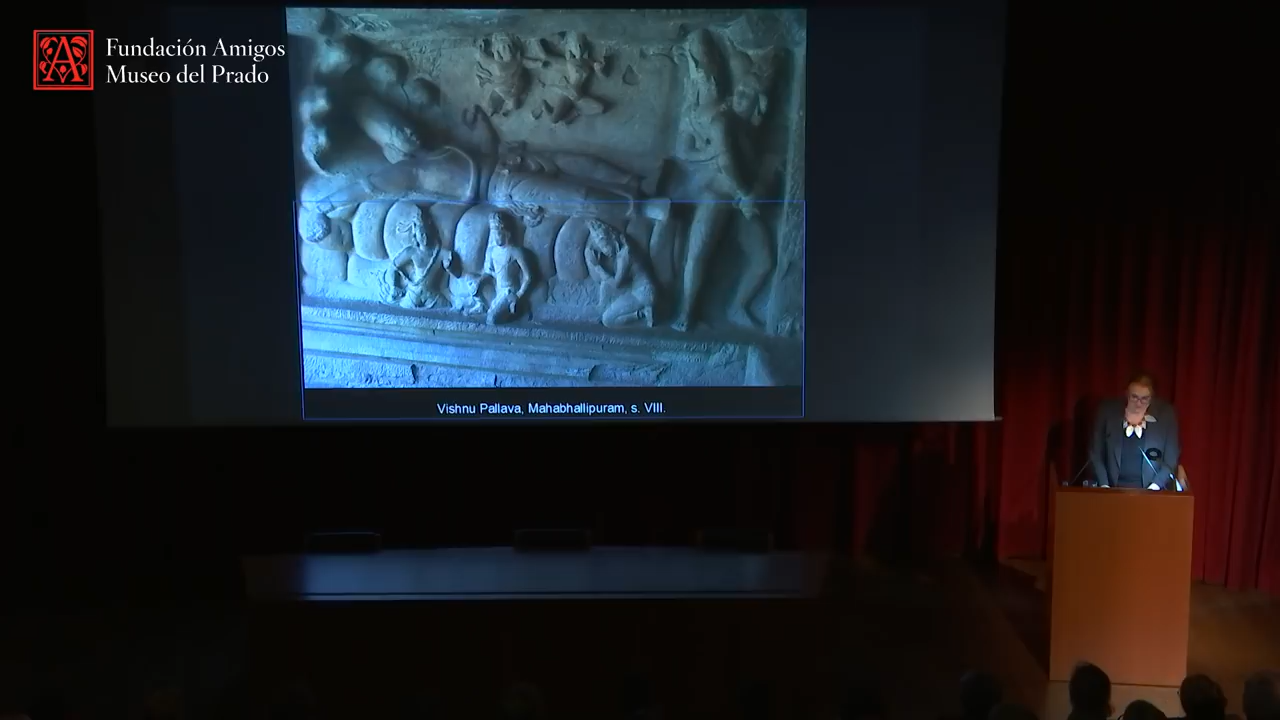 Fundación Amigos
Museo del Prado
Vishnu Pallava, Mahabhallipuram, s. VIII.